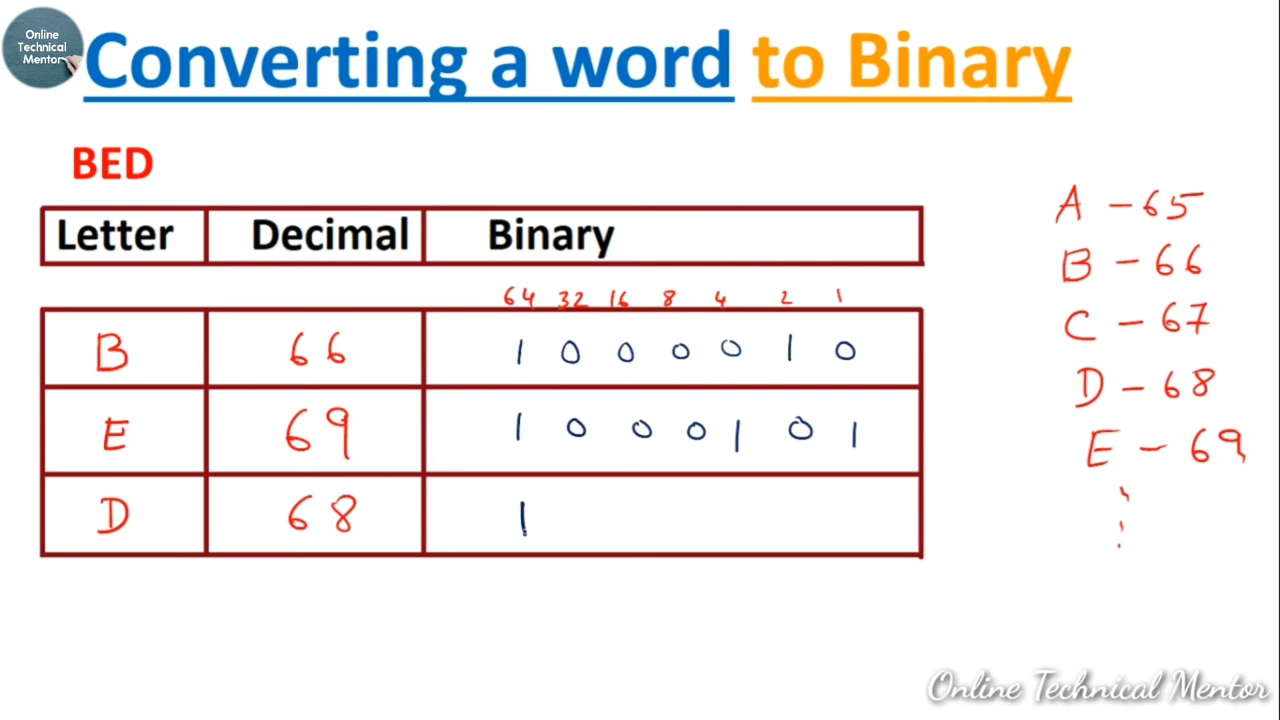 Online
Technical
Mentor
Converting a word to Binary
BED
Letter Decimal Binary
64 32 16 8 4 2 1
B 66 1 0 0 0 0 1 0
E 69 1 0 0 0 1 0 1
D 68 1
A - 65
B - 66
C - 67
D - 68
E - 69
Online Technical Mentor